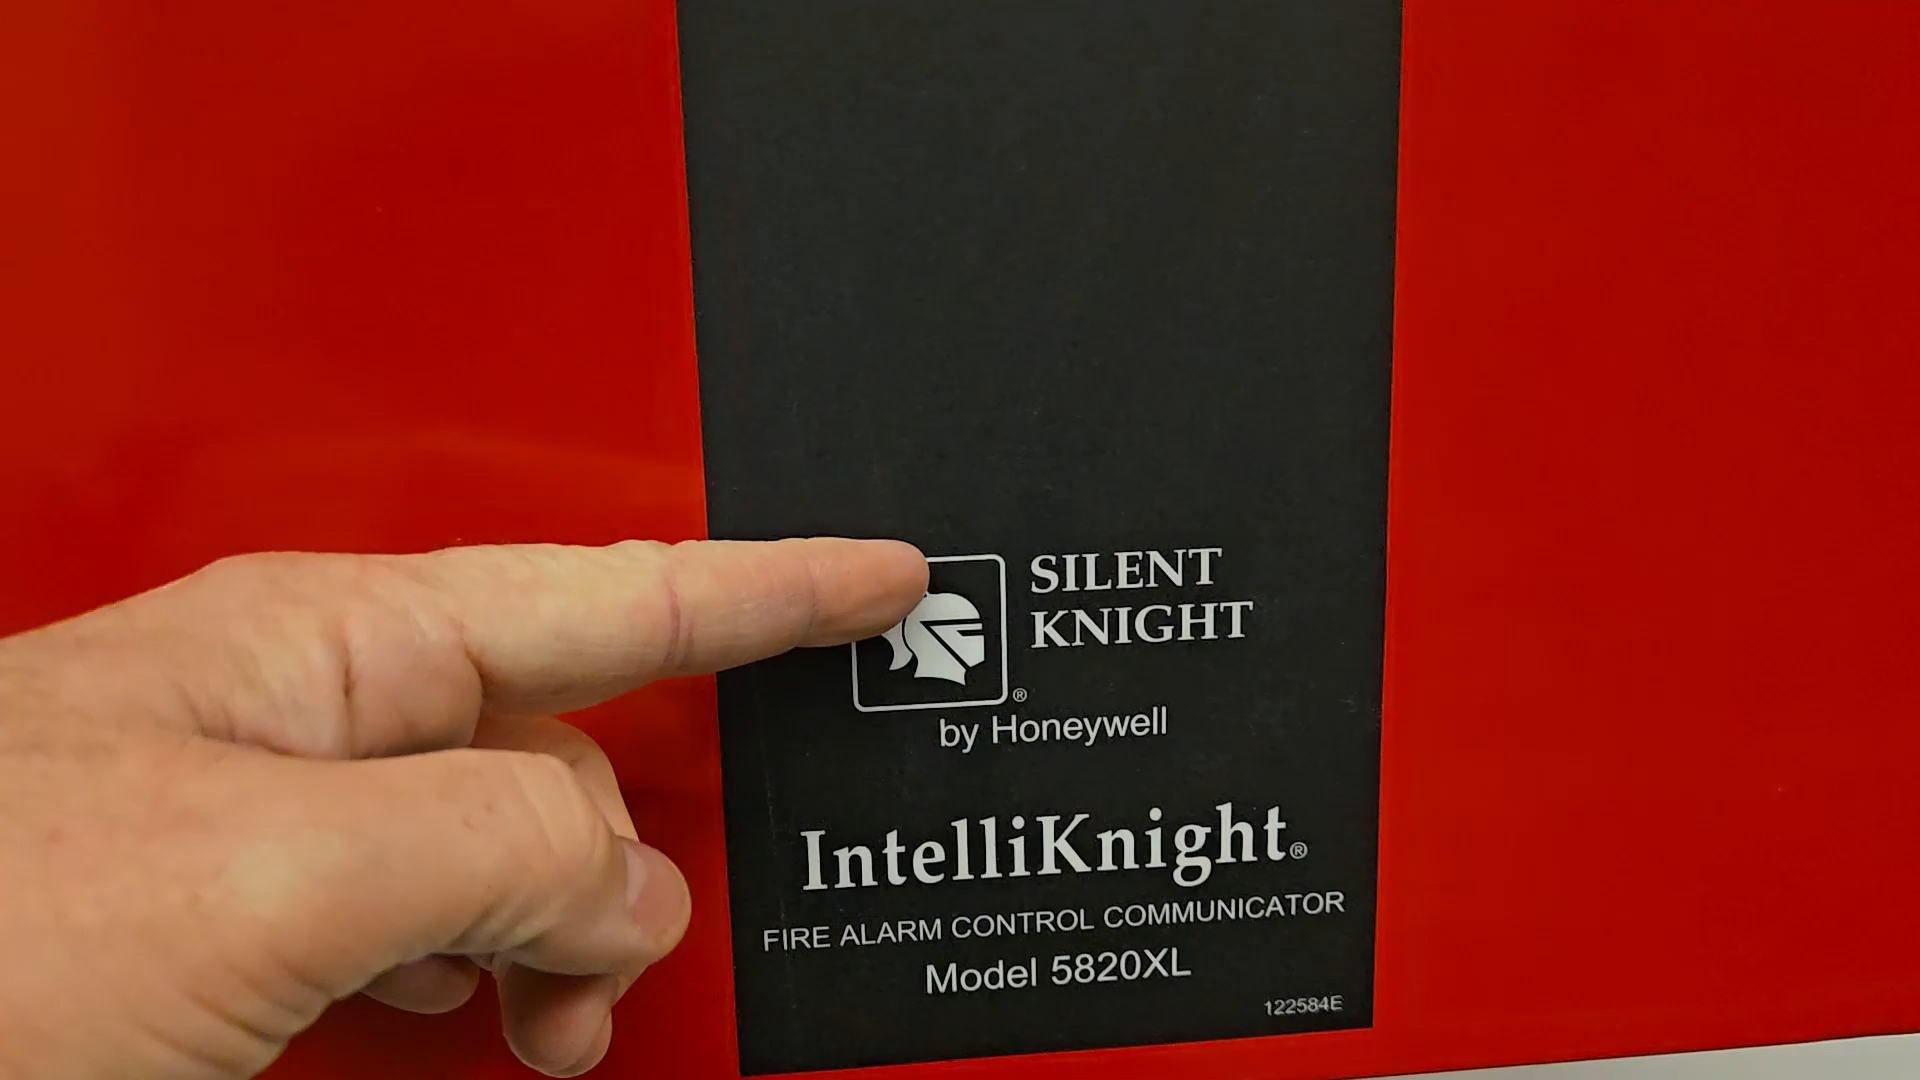 SILENT
KNIGHT
®
by Honeywell
IntelliKnight®
FIRE ALARM CONTROL COMMUNICATOR
Model 5820XL
122584E